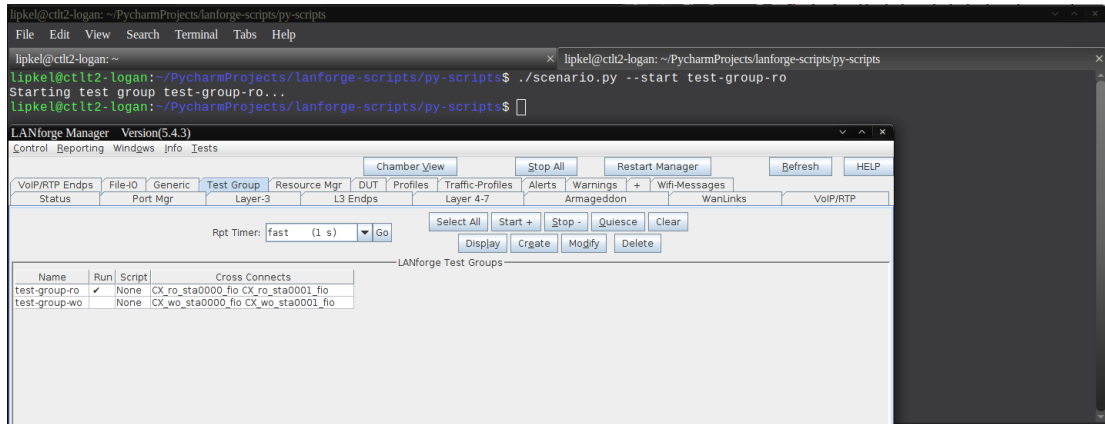 lipkel@ctlt2-logan: ~/PycharmProjects/lanforge-scripts/py-scripts
File Edit View Search Terminal Tabs Help
lipkel@ctlt2-logan: ~ × lipkel@ctlt2-logan: ~/PycharmProjects/lanforge-scripts/py-scripts ×
lipkel@ctlt2-logan:~/PycharmProjects/lanforge-scripts/py-scripts$ ./scenario.py --start test-group-ro
Starting test group test-group-ro...
lipkel@ctlt2-logan:~/PycharmProjects/lanforge-scripts/py-scripts$
LANforge Manager Version(5.4.3)
Control Reporting Windows Info Tests
Chamber View Stop All Restart Manager Refresh HELP
VoIP/RTP Endps File-IO Generic Test Group Resource Mgr DUT Profiles Traffic-Profiles Alerts Warnings + Wifi-Messages
Status Port Mgr Layer-3 L3 Endps Layer 4-7 Armageddon WanLinks VoIP/RTP
Rpt Timer: fast (1 s) Go Select All Start + Stop - Quiesce Clear
Display Create Modify Delete
LANforge Test Groups
Name Run Script Cross Connects
test-group-ro ✔ None CX_ro_sta0000_fio CX_ro_sta0001_fio
test-group-wo None CX_wo_sta0000_fio CX_wo_sta0001_fio